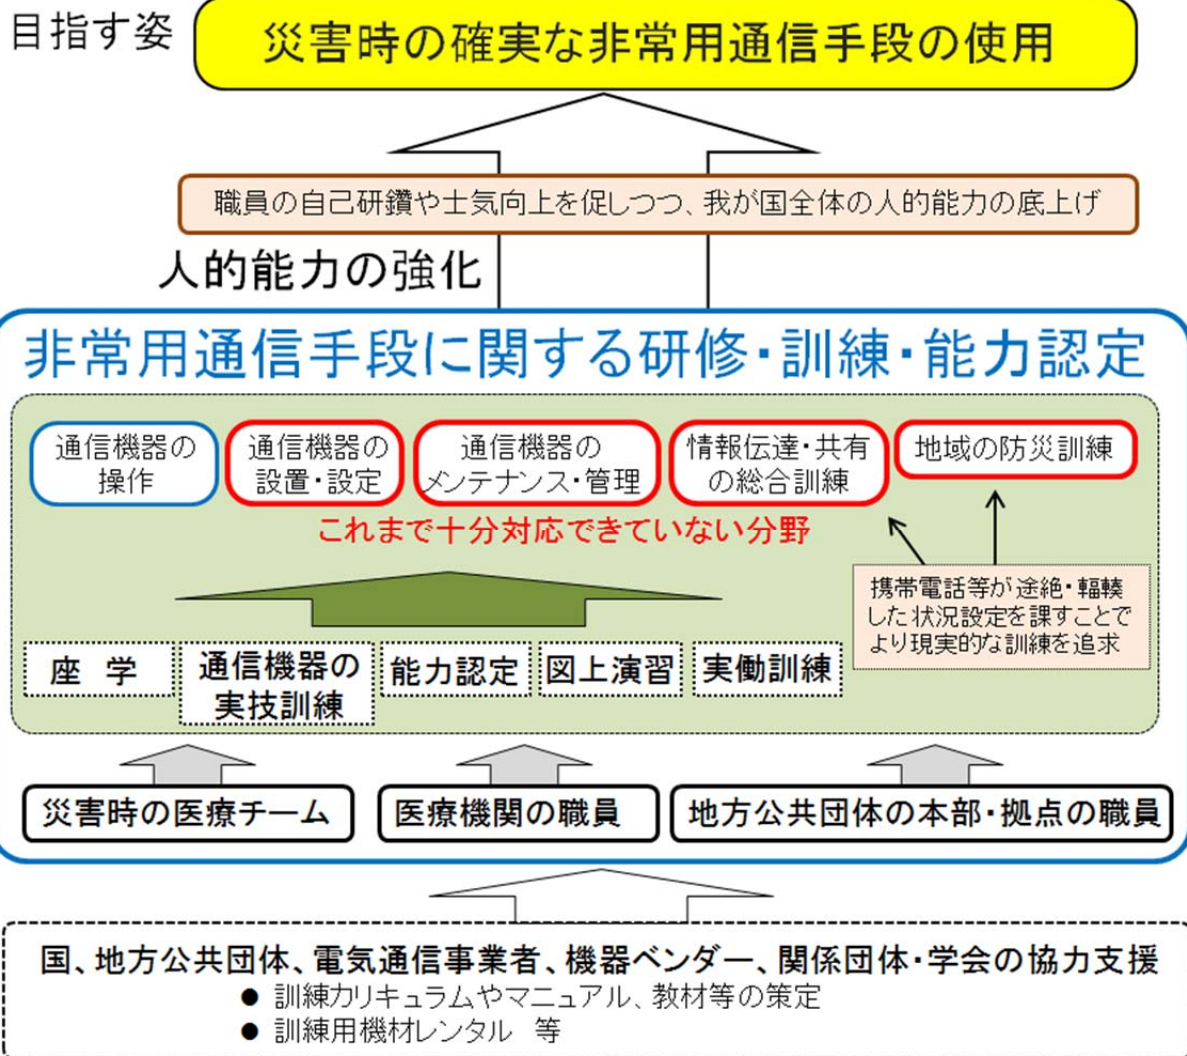 目指す姿
災害時の確実な非常用通信手段の使用
職員の自己研鑽や士気向上を促しつつ、我が国全体の人的能力の底上げ
人的能力の強化
非常用通信手段に関する研修・訓練・能力認定
通信機器の
操作
通信機器の
設置・設定
通信機器の
メンテナンス・管理
情報伝達・共有
の総合訓練
地域の防災訓練
これまで十分対応できていない分野
携帯電話等が途絶・輻輳
した状況設定を課すことで
より現実的な訓練を追求
座 学
通信機器の
実技訓練
能力認定
図上演習
実働訓練
災害時の医療チーム
医療機関の職員
地方公共団体の本部・拠点の職員
国、地方公共団体、電気通信事業者、機器ベンダー、関係団体・学会の協力支援
● 訓練カリキュラムやマニュアル、教材等の策定
● 訓練用機材レンタル 等